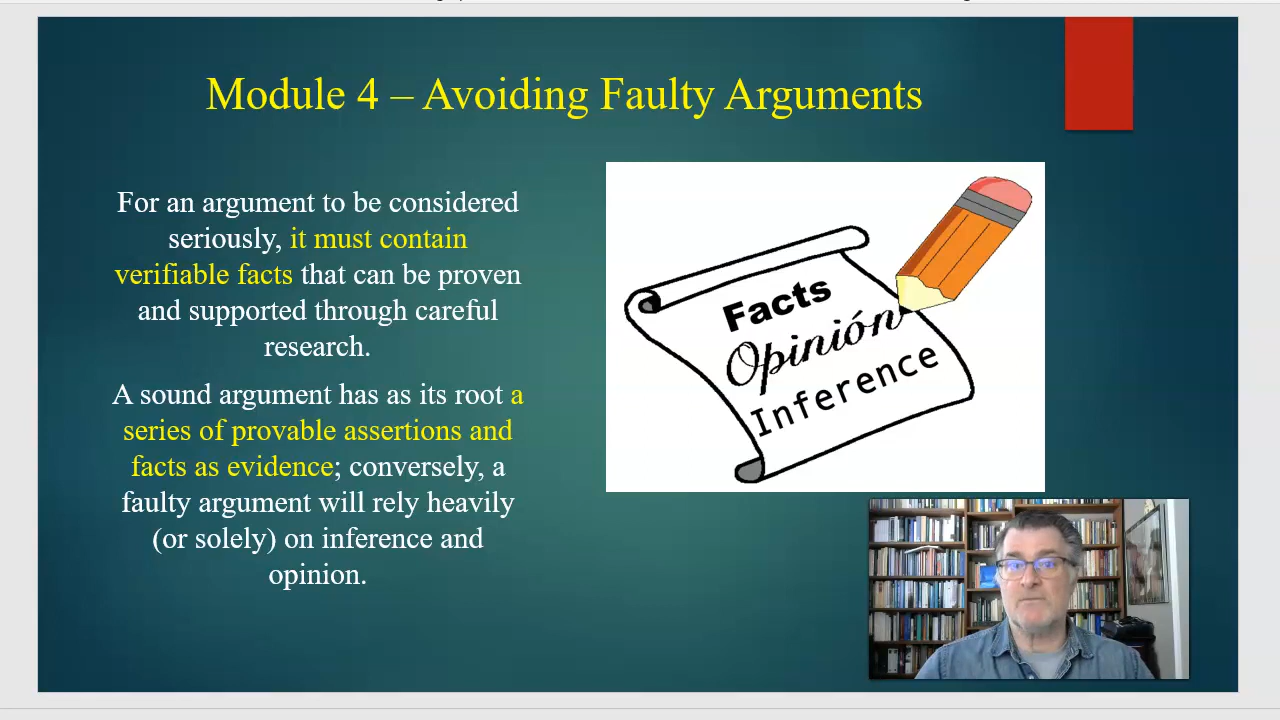 Module 4 – Avoiding Faulty Arguments
For an argument to be considered
seriously, it must contain
verifiable facts that can be proven
and supported through careful
research.
A sound argument has as its root a
series of provable assertions and
facts as evidence; conversely, a
faulty argument will rely heavily
(or solely) on inference and
opinion.
Facts
Opinión
Inference